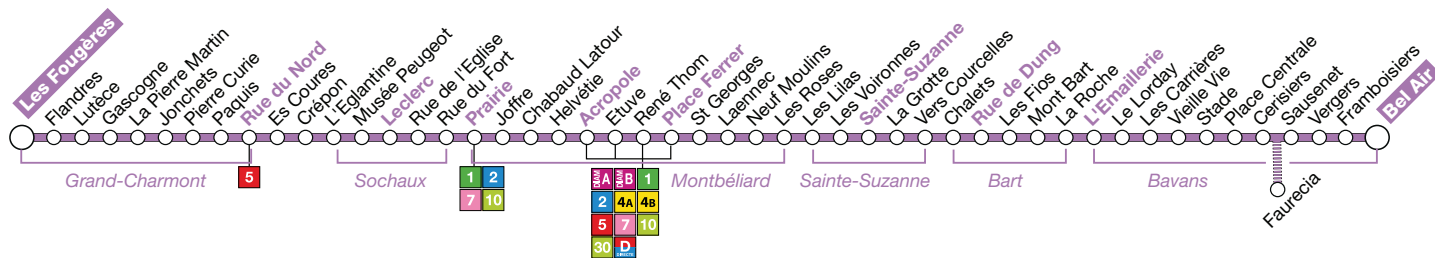 Les Fougères
Flandres
Lutèce
Gascogne
La Pierre Martin
Jonchets
Pierre Curie
Paquis
Rue du Nord
Es Coures
Crépon
L'Eglantine
Musée Peugeot
Leclerc
Rue de l'Eglise
Rue du Fort
Prairie
Joffre
Chabaud Latour
Helvétie
Acropole
Etuve
René Thom
Place Ferrer
St Georges
Laennec
Neuf Moulins
Les Roses
Les Lilas
Les Voironnes
Sainte-Suzanne
La Grotte
Vers Courcelles
Chalets
Rue de Dung
Les Fios
Mont Bart
La Roche
L'Emaillerie
Le Lorday
Les Carrières
Vieille Vie
Stade
Place Centrale
Cerisiers
Sausenet
Vergers
Framboisiers
Bel Air
Faurecia
Grand-Charmont
5
Sochaux
1 2
7 10
DIAM A DIAM B 1
2 4A 4B
5 7 10
30 D DIRECTE
Montbéliard
Sainte-Suzanne
Bart
Bavans